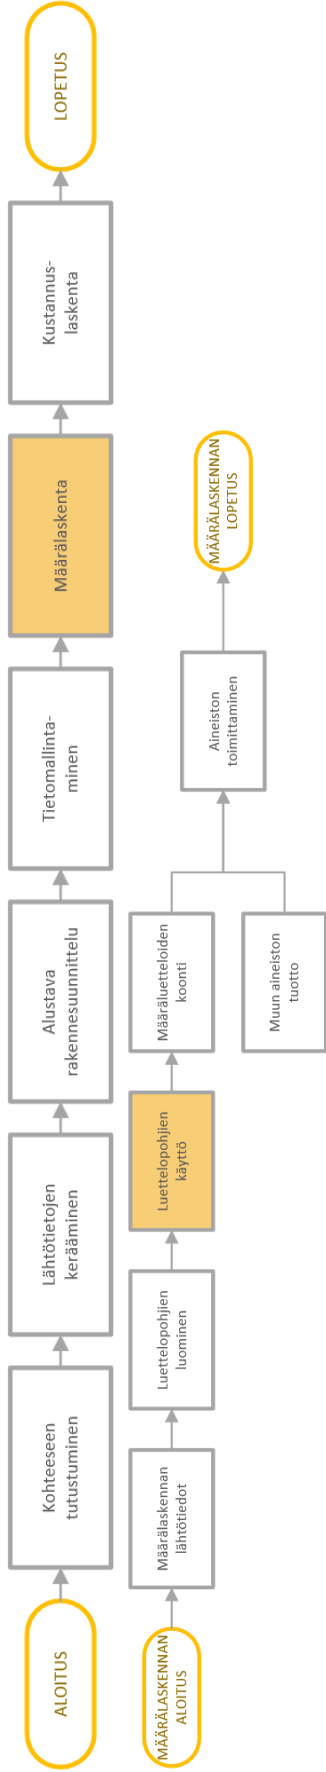 ALOITUS
Kohteeseen
tutustuminen
Lähtötietojen
kerääminen
Alustava
rakennesuunnittelu
Tietomallinta-
minen
Määrälaskenta
Kustannus-
laskenta
LOPETUS
MÄÄRÄLASKENNAN
ALOITUS
Määrälaskennan
lähtötiedot
Luettelopohjien
luominen
Luettelopohjien
käyttö
Määräluetteloiden
koonti
Muun aineiston
tuotto
Aineiston
toimittaminen
MÄÄRÄLASKENNAN
LOPETUS